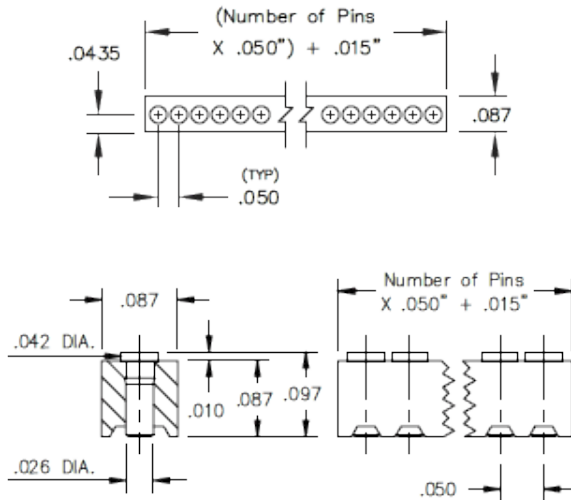 (Number of Pins
X .050") + .015"
.0435
.087
(TYP)
.050
Number of Pins
X .050" + .015"
.087
.042 DIA.
.010
.087
.097
.026 DIA.
.050